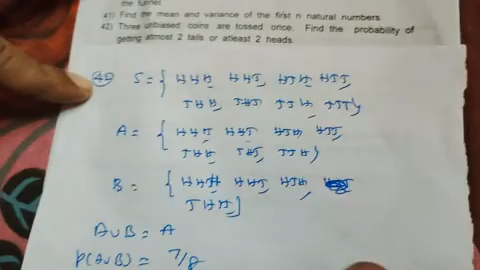 the funnel.
41) Find the mean and variance of the first n natural numbers.
42) Three unbiased coins are tossed once. Find the probability of
getting atmost 2 tails or atleast 2 heads.
42) S = { HHH HHT HTH HTT
THH THT TTH TTT}
A = { HHH HHT HTH HTT
THH THT TTH }
B = { HHH HHT HTH
THH }
A∪B = A
P(A∪B) = 7/8